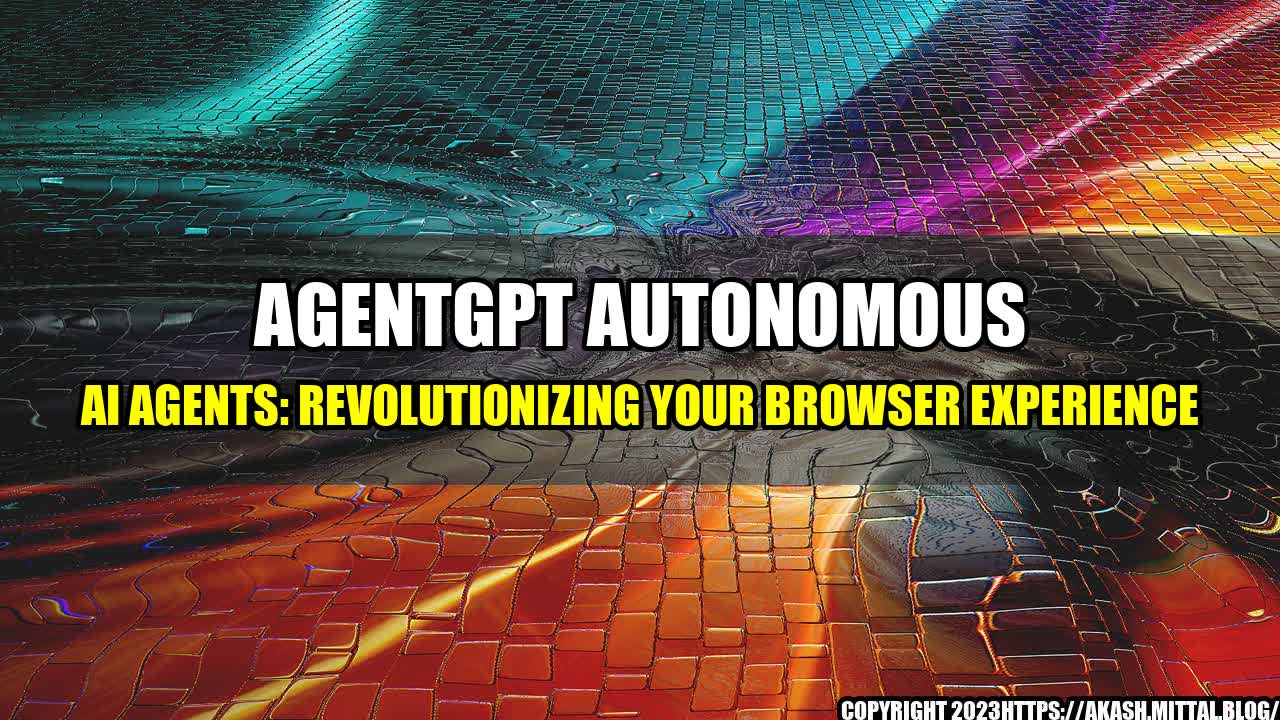 AGENTGPT AUTONOMOUS
AI AGENTS: REVOLUTIONIZING YOUR BROWSER EXPERIENCE
COPYRIGHT 2023HTTPS://AKASH.MITTAL.BLOG/